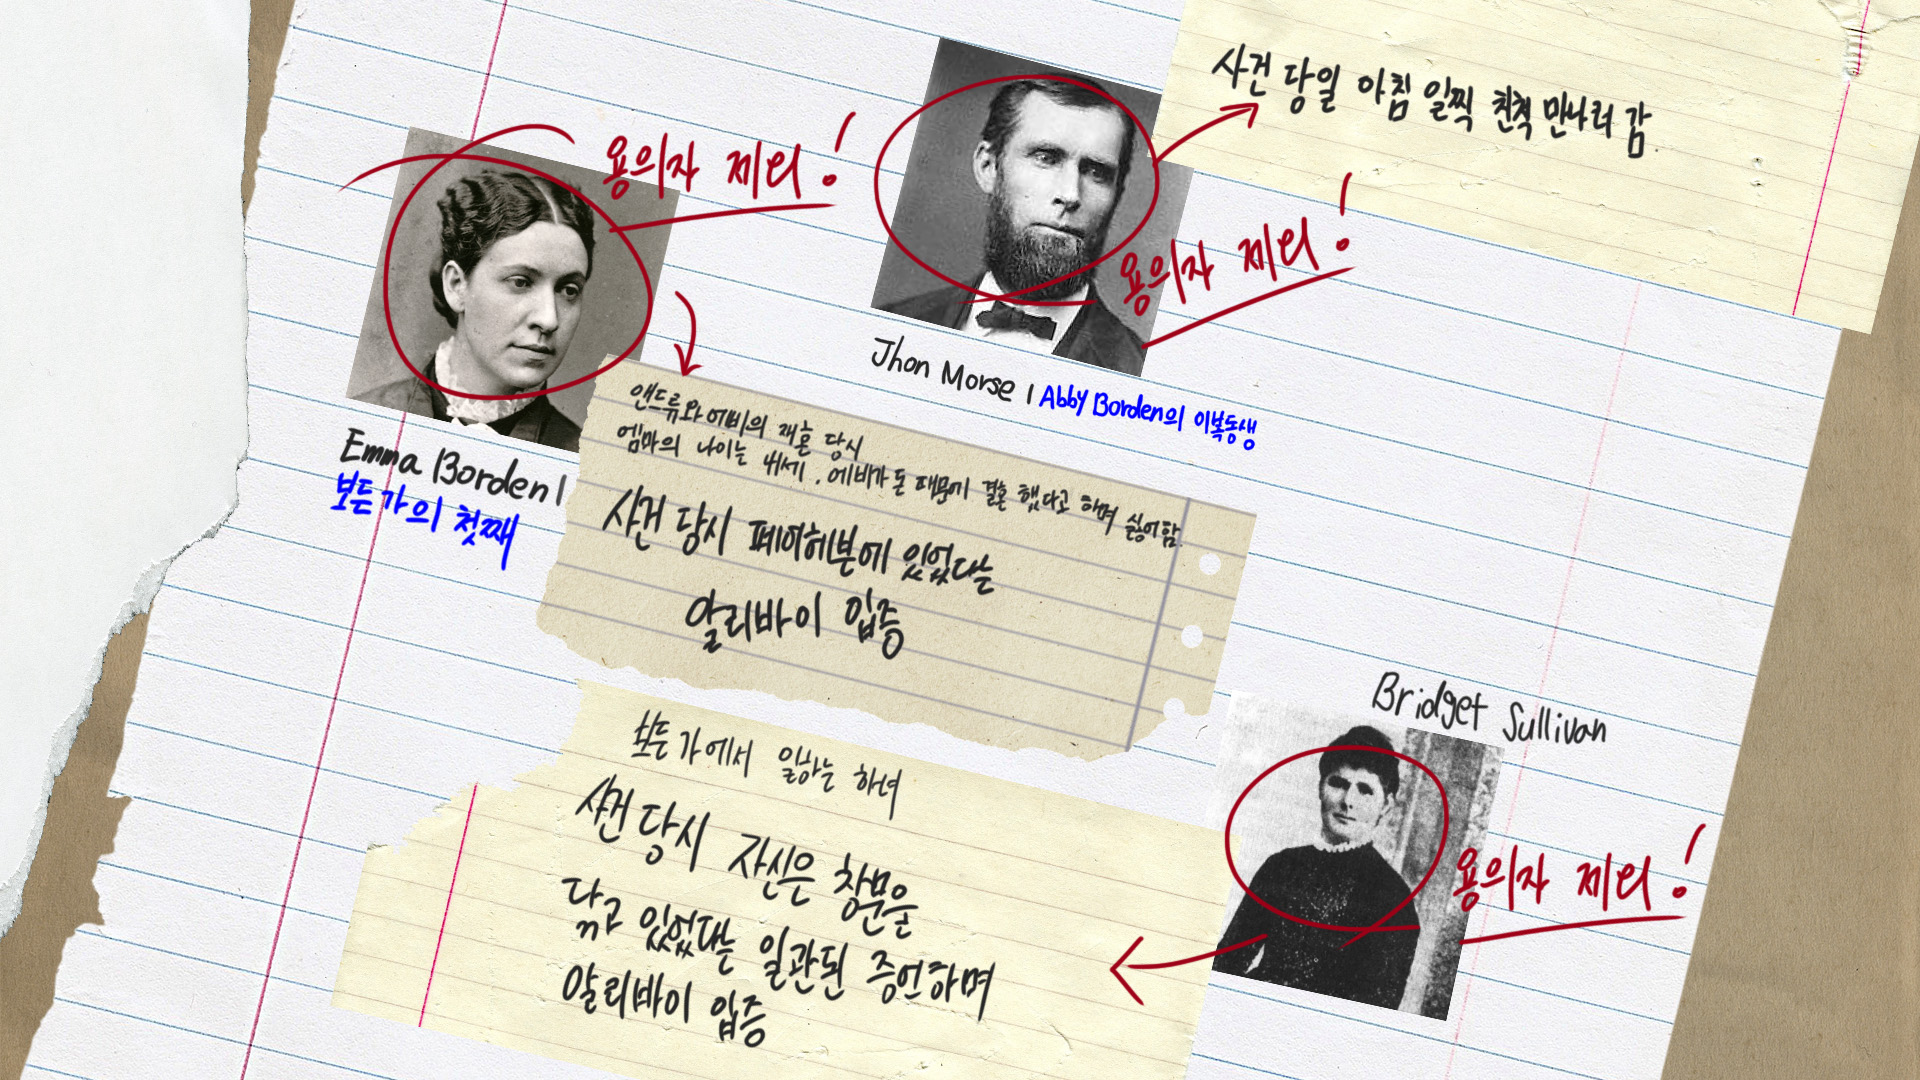 사건 당일 아침 일찍 친척 만나러 감.
용의자 제외!
용의자 제외!
Jhon Morse | Abby Borden의 이복동생
Emma Borden |
보든가의 첫째
앤드류와 에비의 재혼 당시
엠마의 나이는 14세. 에비가 돈 때문에 결혼 했다고 하며 싫어함.
사건 당시 페어헤븐에 있었다는
알리바이 입증
Bridget Sullivan
보든가에서 일하는 하녀
사건 당시 자신은 창문을
닦고 있었다는 일관된 증언하며
알리바이 입증
용의자 제외!